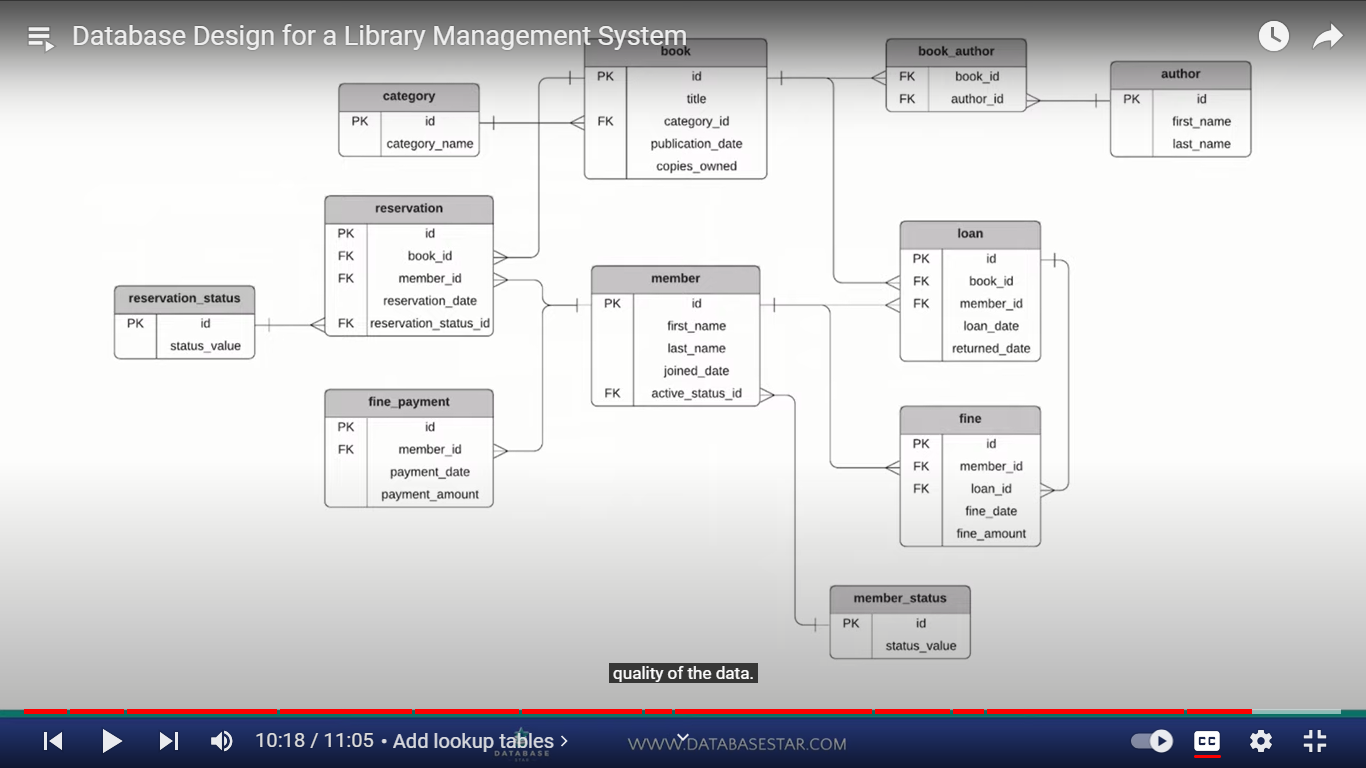 Database Design for a Library Management System
book
PK id
title
FK category_id
publication_date
copies_owned
book_author
FK book_id
FK author_id
author
PK id
first_name
last_name
category
PK id
category_name
reservation
PK id
FK book_id
FK member_id
reservation_date
FK reservation_status_id
loan
PK id
FK book_id
FK member_id
loan_date
returned_date
member
PK id
first_name
last_name
joined_date
FK active_status_id
reservation_status
PK id
status_value
fine_payment
PK id
FK member_id
payment_date
payment_amount
fine
PK id
FK member_id
FK loan_id
fine_date
fine_amount
member_status
PK id
status_value
quality of the data.
10:18 / 11:05 • Add lookup tables >
DATABASE
STAR
WWW.DATABASESTAR.COM
CC